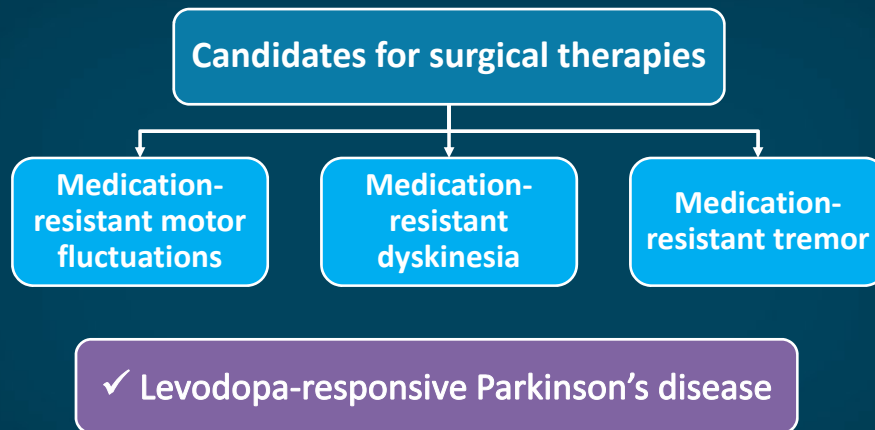 Candidates for surgical therapies
Medication-
resistant motor
fluctuations
Medication-
resistant
dyskinesia
Medication-
resistant tremor
✓ Levodopa-responsive Parkinson’s disease